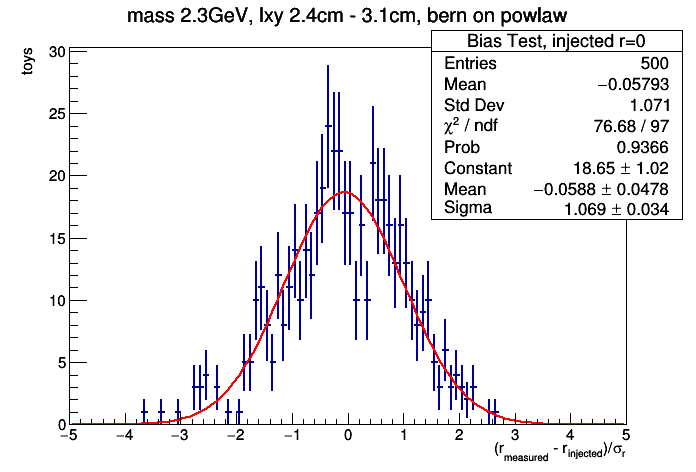 mass 2.3GeV, lxy 2.4cm - 3.1cm, bern on powlaw
Bias Test, injected r=0
Entries 500
Mean −0.05793
Std Dev 1.071
χ² / ndf 76.68 / 97
Prob 0.9366
Constant 18.65 ± 1.02
Mean −0.0588 ± 0.0478
Sigma 1.069 ± 0.034
toys
30
25
20
15
10
5
0
−5 −4 −3 −2 −1 0 1 2 3 4 5
(r_measured - r_injected)/σ_r